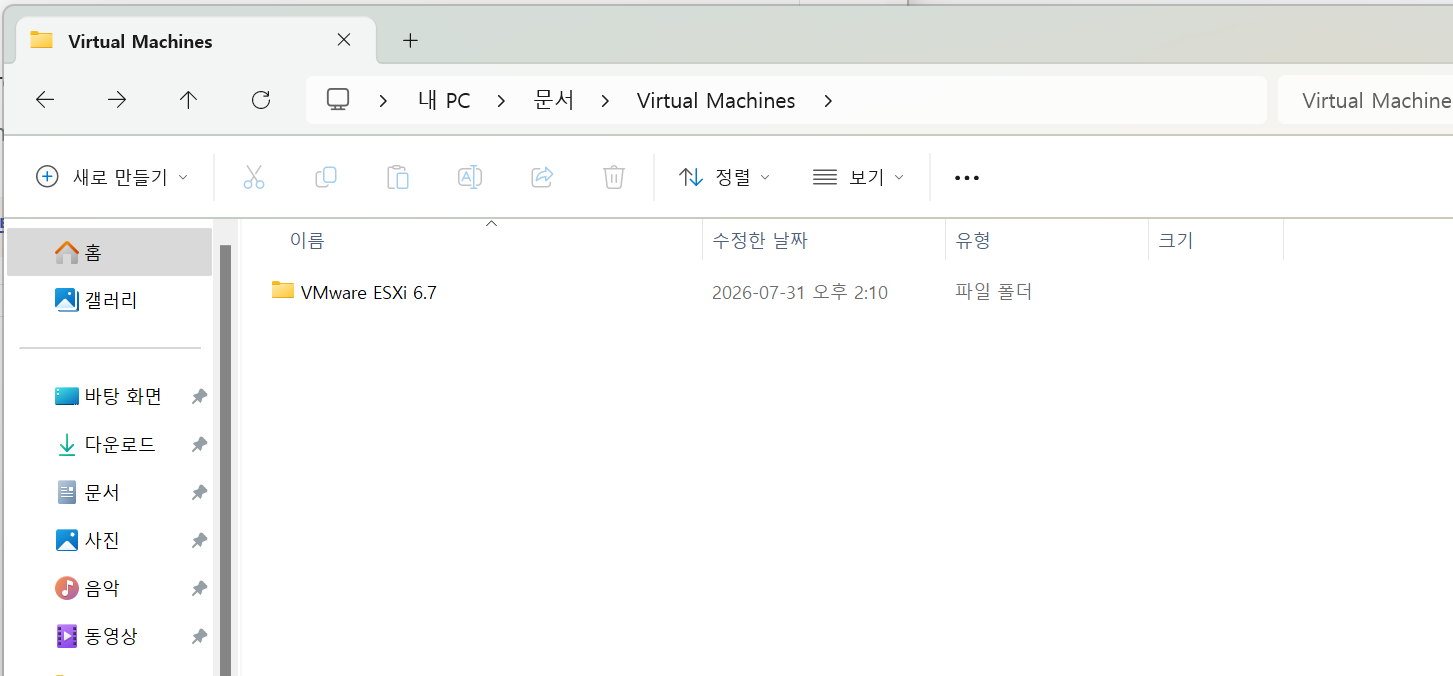 Virtual Machines
내 PC > 문서 > Virtual Machines >
Virtual Machine
새로 만들기
정렬
보기
이름 수정한 날짜 유형 크기
홈
VMware ESXi 6.7 2026-07-31 오후 2:10 파일 폴더
갤러리
바탕 화면
다운로드
문서
사진
음악
동영상